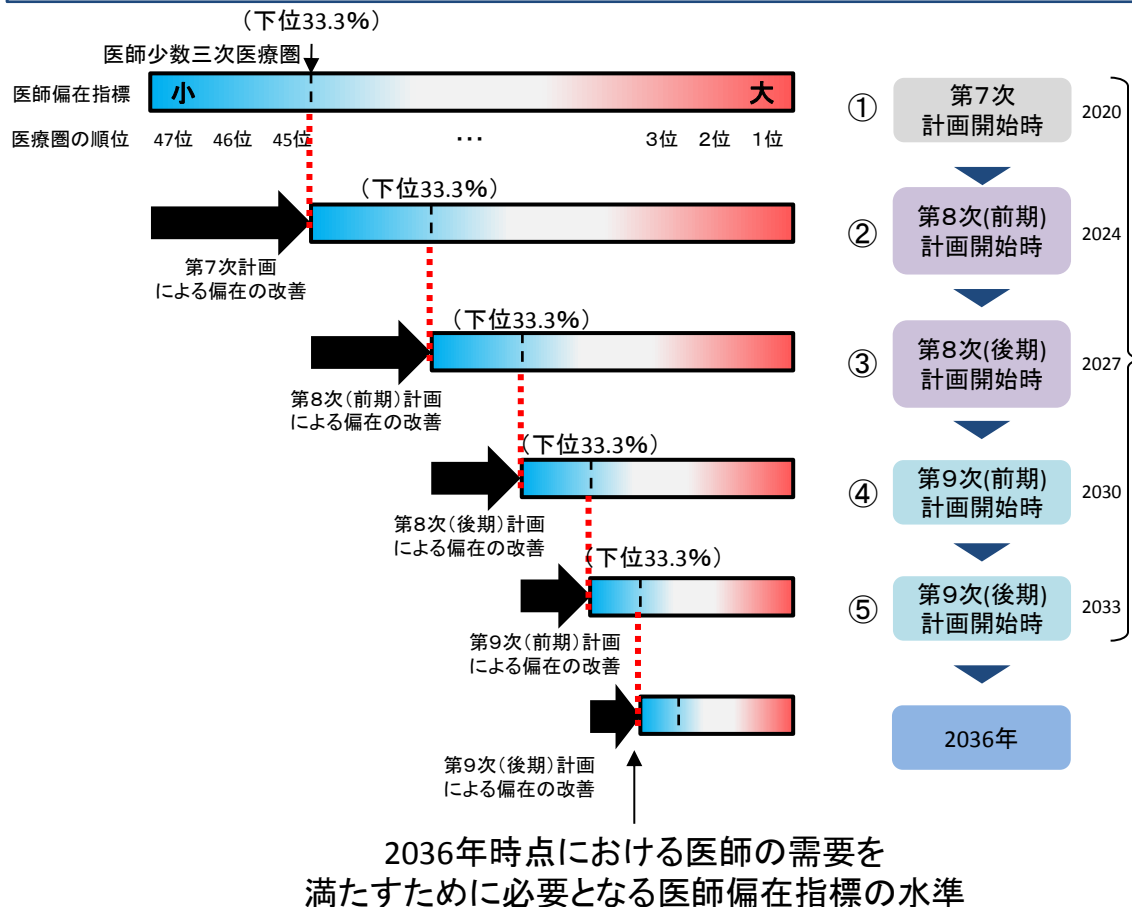 （下位33.3%）
医師少数三次医療圏
医師偏在指標
小
大
医療圏の順位
47位 46位 45位 ･･･ 3位 2位 1位
①
第７次
計画開始時
2020
（下位33.3%）
第７次計画
による偏在の改善
②
第８次(前期)
計画開始時
2024
（下位33.3%）
第８次（前期）計画
による偏在の改善
③
第８次(後期)
計画開始時
2027
（下位33.3%）
第８次（後期）計画
による偏在の改善
④
第９次(前期)
計画開始時
2030
（下位33.3%）
第９次（前期）計画
による偏在の改善
⑤
第９次(後期)
計画開始時
2033
第９次（後期）計画
による偏在の改善
2036年
2036年時点における医師の需要を
満たすために必要となる医師偏在指標の水準